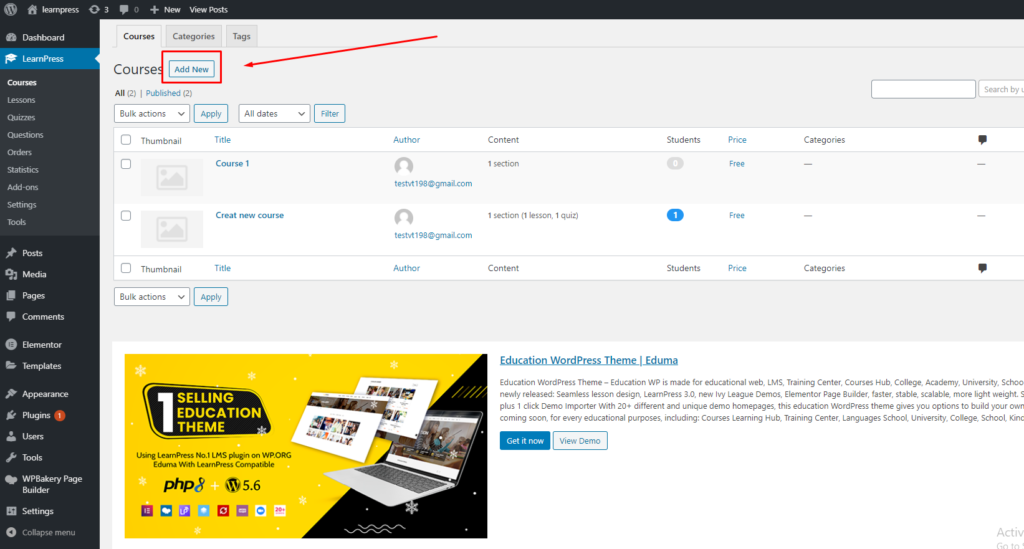 learnpress 3 0 New View Posts
Dashboard
LearnPress
Courses
Lessons
Quizzes
Questions
Orders
Statistics
Add-ons
Settings
Tools
Posts
Media
Pages
Comments
Elementor
Templates
Appearance
Plugins 1
Users
Tools
WPBakery Page
Builder
Settings
Collapse menu
Courses Categories Tags
Courses Add New
All (2) | Published (2)
Search by u
Bulk actions Apply All dates Filter
Thumbnail Title Author Content Students Price Categories
Course 1 1 section 0 Free — —
testvt198@gmail.com
Creat new course 1 section (1 lesson, 1 quiz) 1 Free — —
testvt198@gmail.com
Thumbnail Title Author Content Students Price Categories
Bulk actions Apply
1 SELLING
EDUCATION
THEME
Using LearnPress No.1 LMS plugin on WP.ORG
Eduma With LearnPress Compatible
php8 + W 5.6
20+
Education WordPress Theme | Eduma
Education WordPress Theme – Education WP is made for educational web, LMS, Training Center, Courses Hub, College, Academy, University, Schoo
newly released: Seamless lesson design, LearnPress 3.0, new Ivy League Demos, Elementor Page Builder, faster, stable, scalable, more light weight. S
plus 1 click Demo Importer With 20+ different and unique demo homepages, this education WordPress theme gives you options to build your own
coming soon, for every educational purposes, including: Courses Learning Hub, Training Center, Languages School, University, College, School, Kind
Get it now View Demo
Activ
Go to S